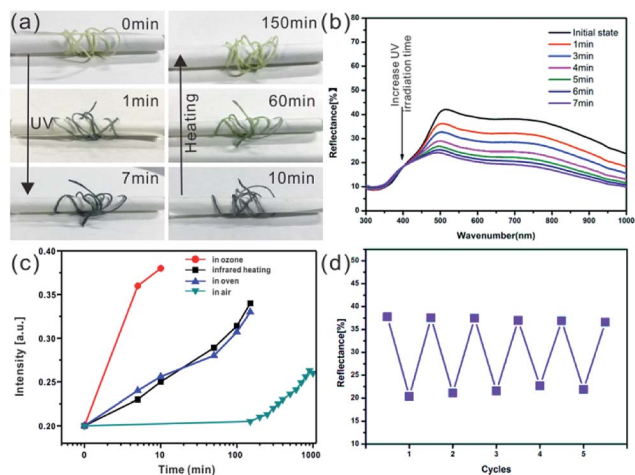 (a)
0min
150min
1min
60min
UV
Heating
7min
10min
(b)
Increase UV
irradiation time
Initial state
1min
3min
4min
5min
6min
7min
Reflectance[%]
60
55
50
45
40
35
30
25
20
15
10
5
0
300 400 500 600 700 800 900 1000
Wavenumber(nm)
(c)
in ozone
infrared heating
in oven
in air
Intensity [a.u.]
0.40
0.35
0.30
0.25
0.20
0 10 100 1000
Time (min)
(d)
Reflectance[%]
50
45
40
35
30
25
20
15
10
1 2 3 4 5
Cycles